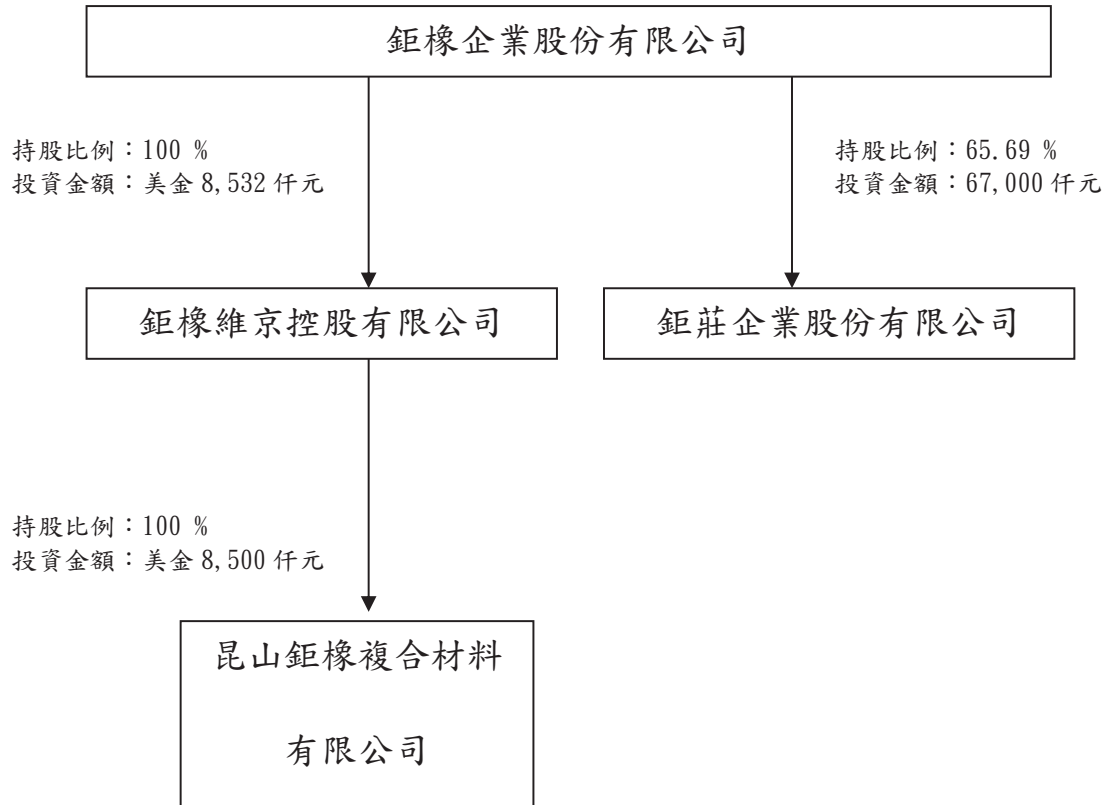 鉅橡企業股份有限公司
持股比例：100 %
投資金額：美金 8,532 仟元
持股比例：65.69 %
投資金額：67,000 仟元
鉅橡維京控股有限公司
鉅莊企業股份有限公司
持股比例：100 %
投資金額：美金 8,500 仟元
昆山鉅橡複合材料
有限公司